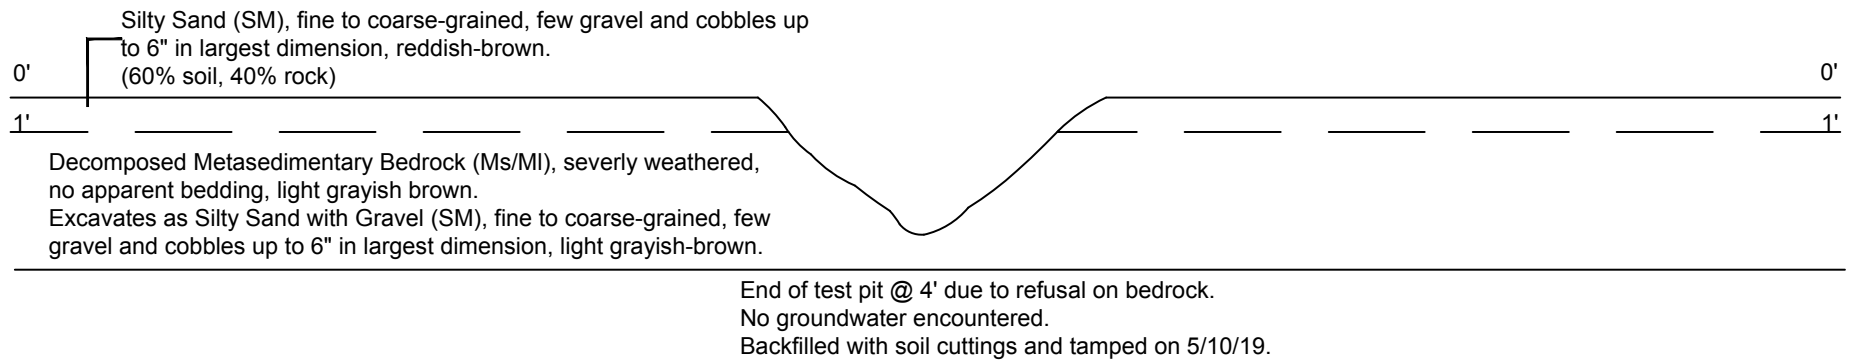 Silty Sand (SM), fine to coarse-grained, few gravel and cobbles up
to 6" in largest dimension, reddish-brown.
(60% soil, 40% rock)
0'
0'
1'
1'
Decomposed Metasedimentary Bedrock (Ms/Ml), severly weathered,
no apparent bedding, light grayish brown.
Excavates as Silty Sand with Gravel (SM), fine to coarse-grained, few
gravel and cobbles up to 6" in largest dimension, light grayish-brown.
End of test pit @ 4' due to refusal on bedrock.
No groundwater encountered.
Backfilled with soil cuttings and tamped on 5/10/19.